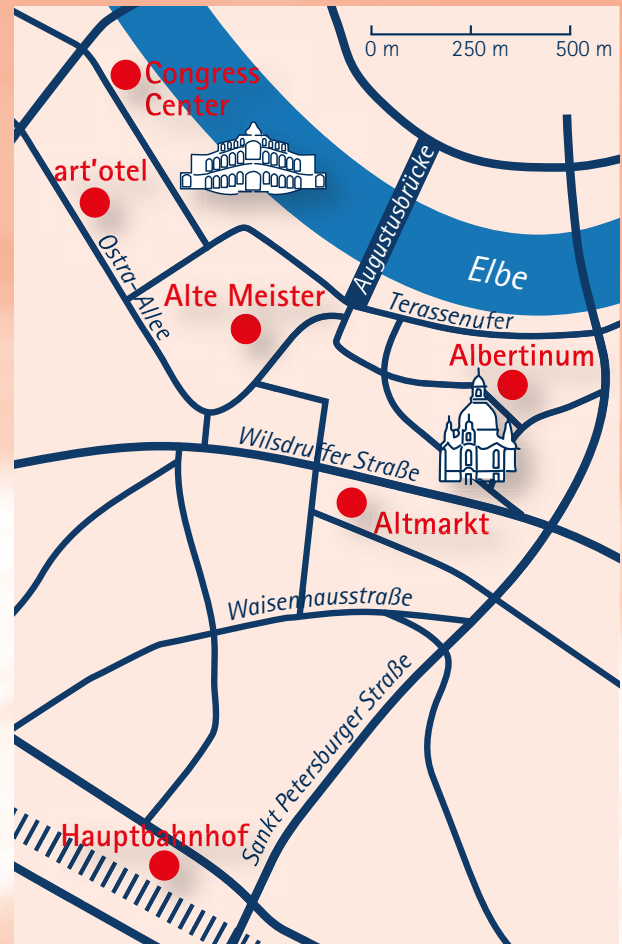 0 m 250 m 500 m
Congress
Center
art'otel
Augustusbrücke
Ostra-Allee
Elbe
Alte Meister
Terassenufer
Albertinum
Wilsdruffer Straße
Altmarkt
Waisenhausstraße
Sankt Petersburger Straße
Hauptbahnhof